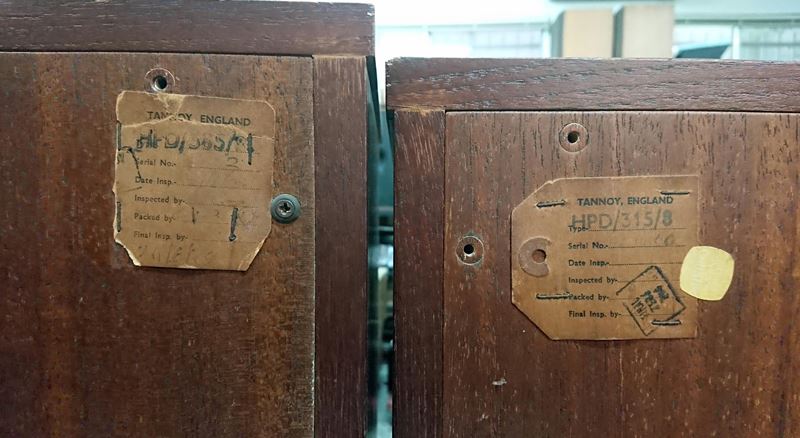 TANNOY, ENGLAND
Serial No.-
Date Insp.-
Inspected by-
Packed by-
Final Insp. by-
TANNOY, ENGLAND
HPD/315/8
Type-
Serial No.-
Date Insp.-
Inspected by-
Packed by-
Final Insp. by-